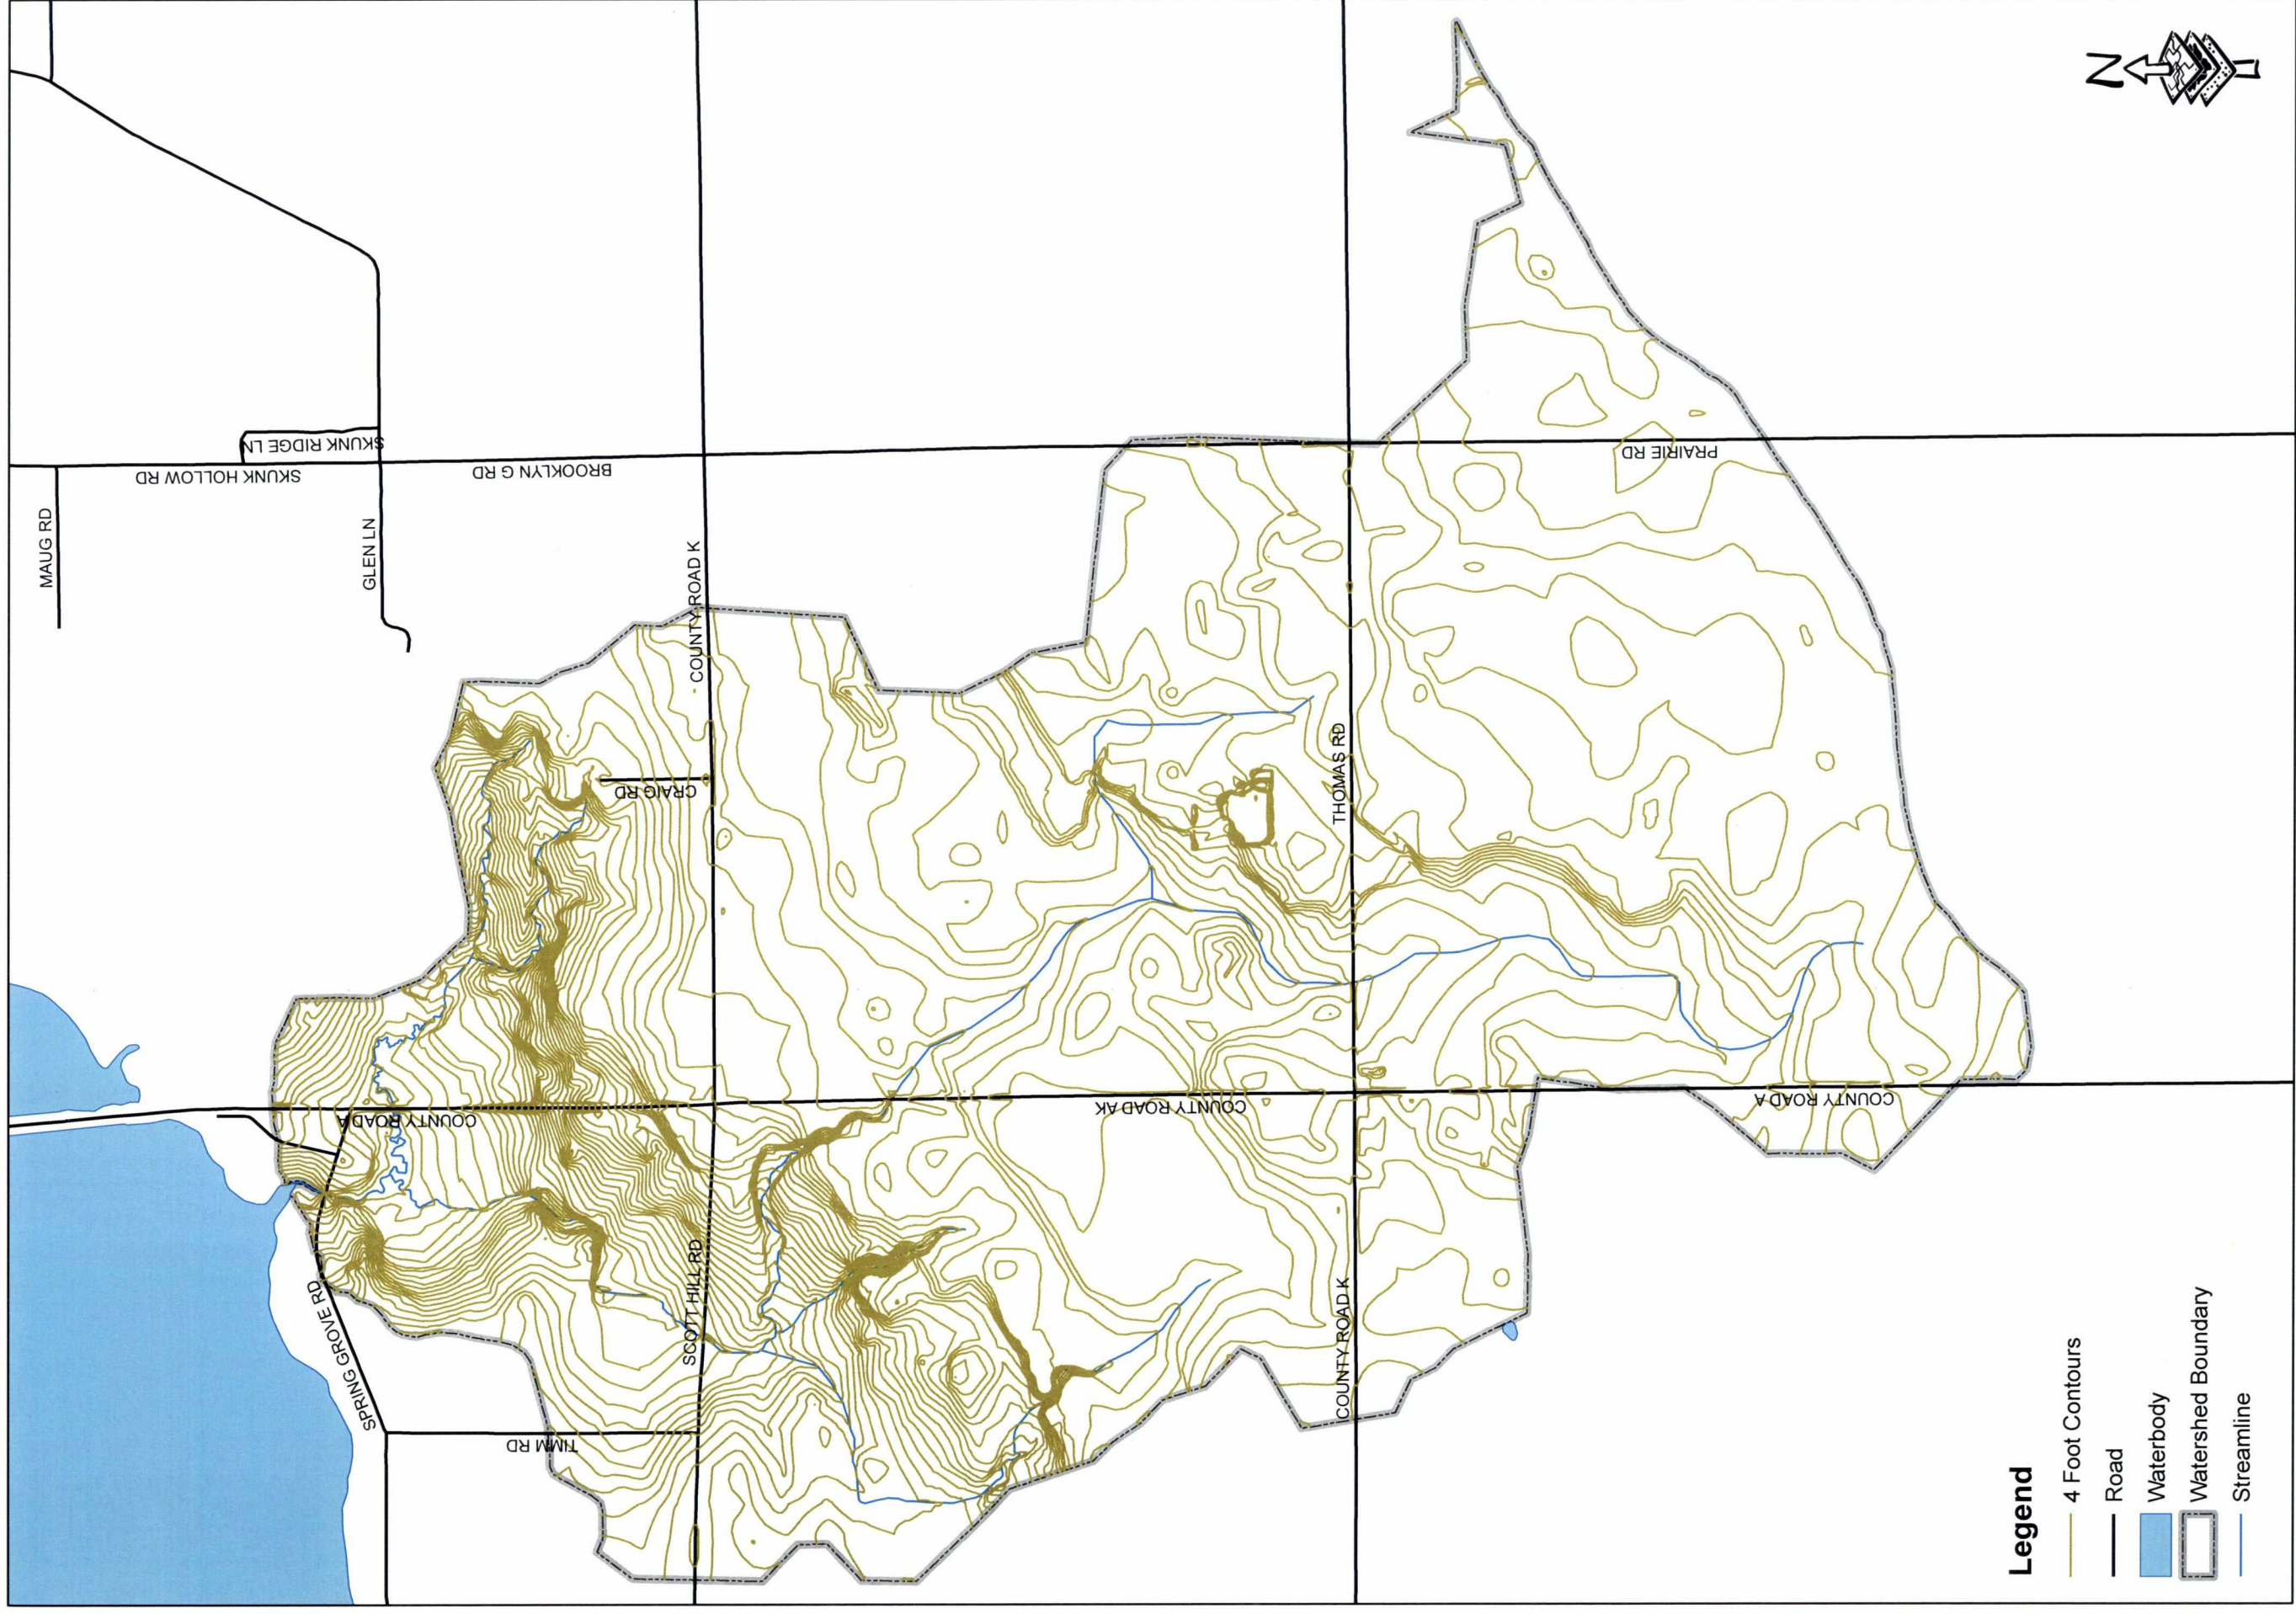 MAUG RD
SKUNK RIDGE LN
SKUNK HOLLOW RD
GLEN LN
BROOKLYN G RD
COUNTY ROAD K
CRAIG RD
COUNTY ROAD A
SPRING GROVE RD
SCOTT HILL RD
TIMM RD
THOMAS RD
PRAIRIE RD
COUNTY ROAD AK
COUNTY ROAD K
COUNTY ROAD A
N
Legend
4 Foot Contours
Road
Waterbody
Watershed Boundary
Streamline